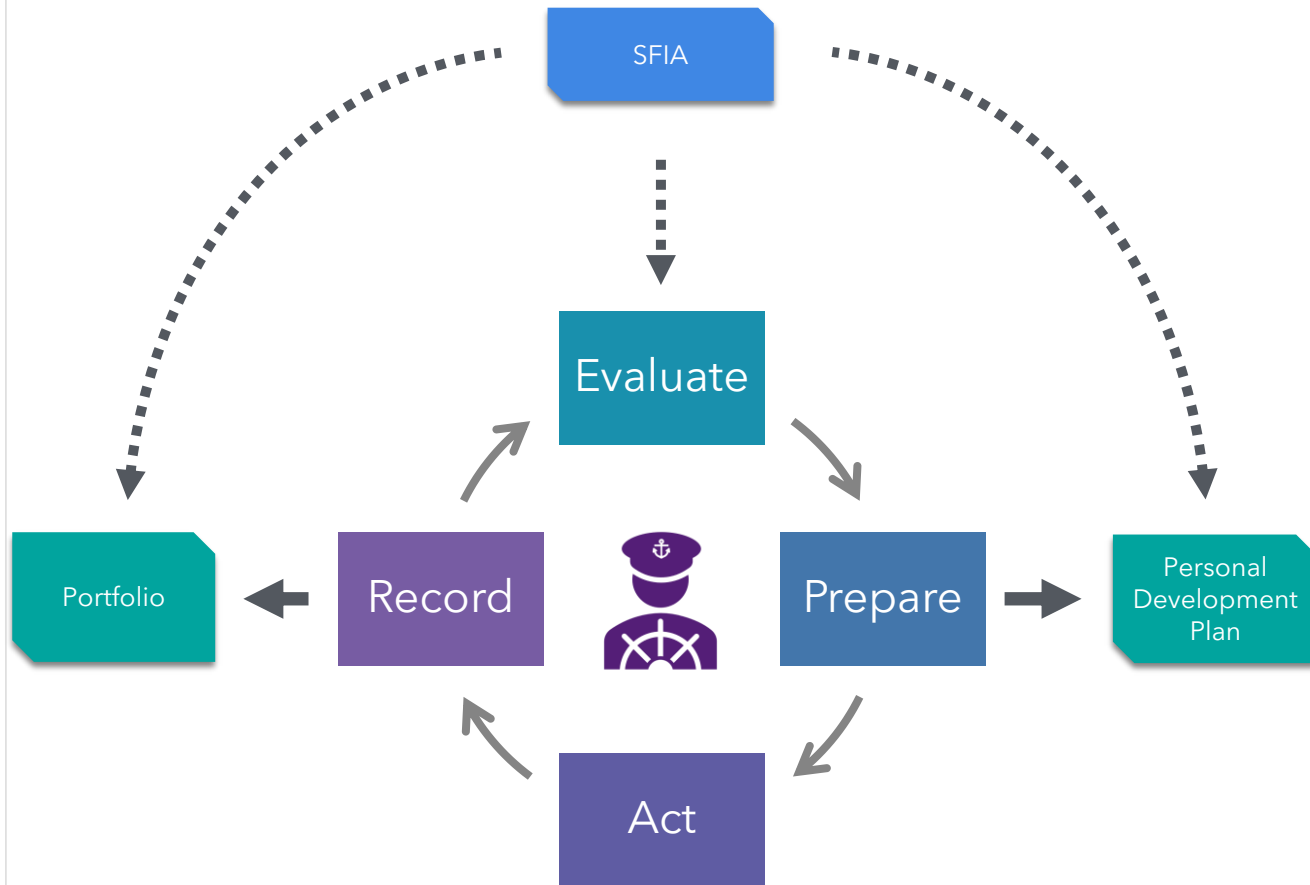 SFIA
Evaluate
Portfolio
Record
Prepare
Personal
Development
Plan
Act